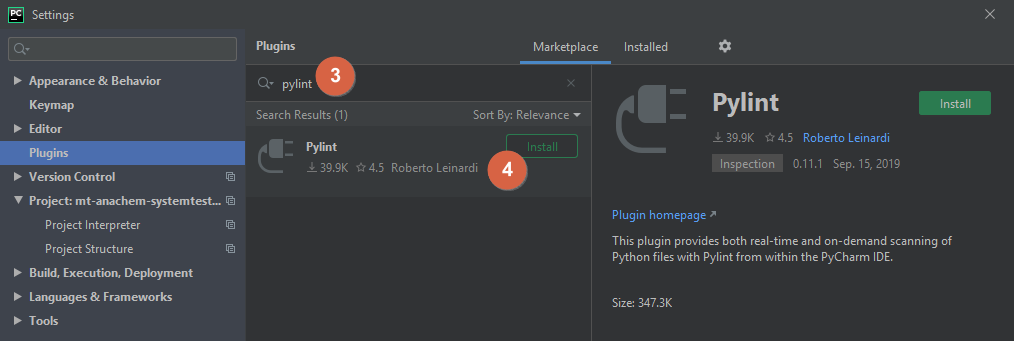 PC Settings
Plugins Marketplace Installed
Appearance & Behavior
Keymap
Editor
Plugins
Version Control
Project: mt-anachem-systemtest...
Project Interpreter
Project Structure
Build, Execution, Deployment
Languages & Frameworks
Tools
pylint 3
Search Results (1) Sort By: Relevance
Pylint Install
39.9K 4.5 Roberto Leinardi 4
Pylint Install
39.9K 4.5 Roberto Leinardi
Inspection 0.11.1 Sep. 15, 2019
Plugin homepage
This plugin provides both real-time and on-demand scanning of
Python files with Pylint from within the PyCharm IDE.
Size: 347.3K